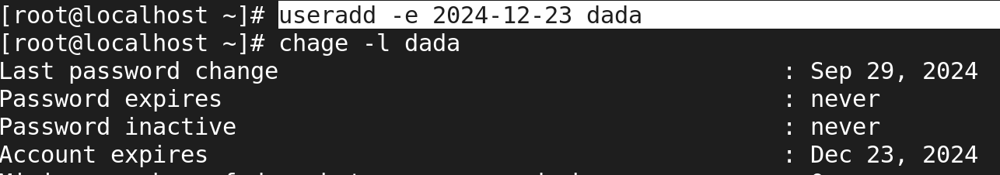 [root@localhost ~]# useradd -e 2024-12-23 dada
[root@localhost ~]# chage -l dada
Last password change : Sep 29, 2024
Password expires : never
Password inactive : never
Account expires : Dec 23, 2024